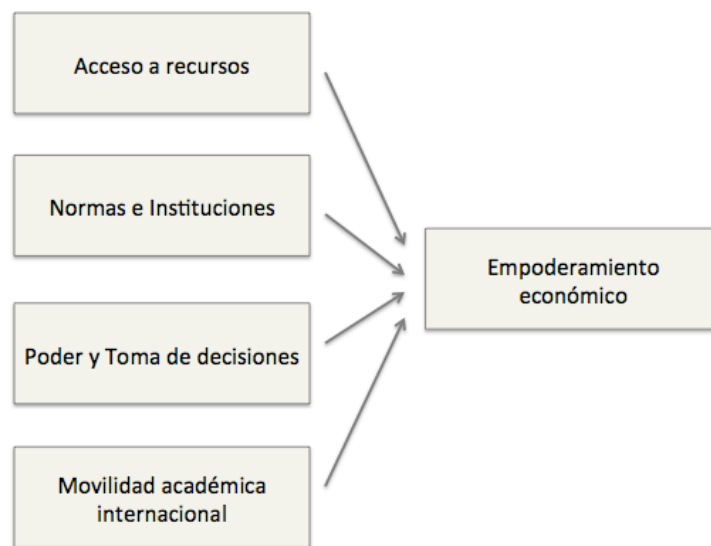 Acceso a recursos
Normas e Instituciones
Empoderamiento
económico
Poder y Toma de decisiones
Movilidad académica
internacional